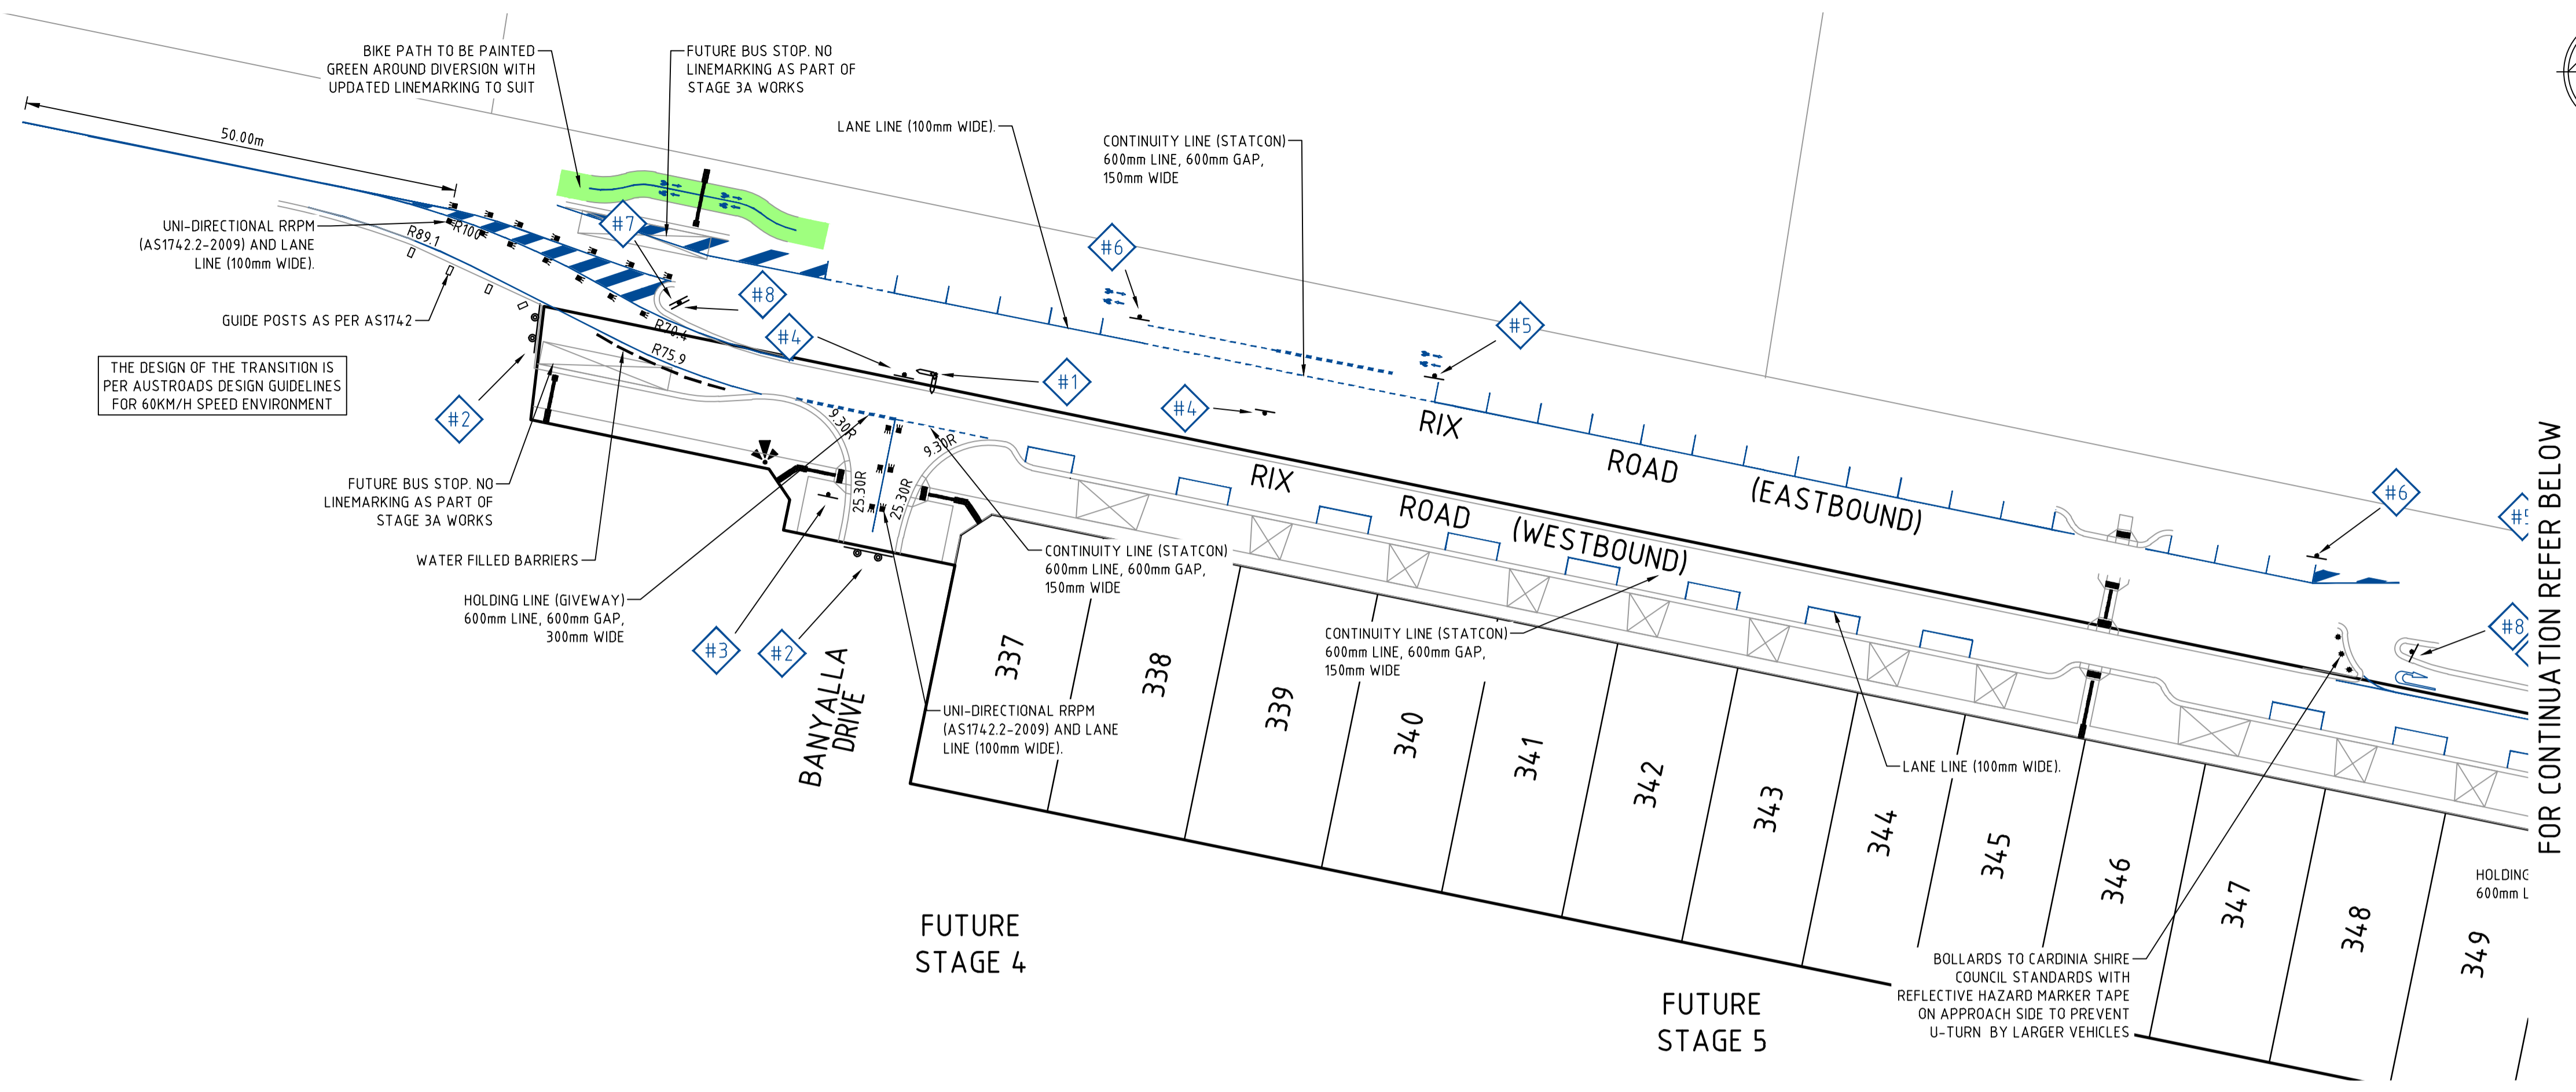 BIKE PATH TO BE PAINTED
GREEN AROUND DIVERSION WITH
UPDATED LINEMARKING TO SUIT
FUTURE BUS STOP. NO
LINEMARKING AS PART OF
STAGE 3A WORKS
50.00m
LANE LINE (100mm WIDE).
CONTINUITY LINE (STATCON)
600mm LINE, 600mm GAP,
150mm WIDE
UNI-DIRECTIONAL RRPM
(AS1742.2-2009) AND LANE
LINE (100mm WIDE).
R89.1
R100
#7
#8
#6
#5
GUIDE POSTS AS PER AS1742
R70.4
R75.9
#4
#1
#4
THE DESIGN OF THE TRANSITION IS
PER AUSTROADS DESIGN GUIDELINES
FOR 60KM/H SPEED ENVIRONMENT
#2
9.30R
9.30R
25.30R
25.30R
RIX
ROAD
(EASTBOUND)
RIX
ROAD
(WESTBOUND)
#6
FUTURE BUS STOP. NO
LINEMARKING AS PART OF
STAGE 3A WORKS
WATER FILLED BARRIERS
HOLDING LINE (GIVEWAY)
600mm LINE, 600mm GAP,
300mm WIDE
CONTINUITY LINE (STATCON)
600mm LINE, 600mm GAP,
150mm WIDE
#3
#2
BANYALLA
DRIVE
CONTINUITY LINE (STATCON)
600mm LINE, 600mm GAP,
150mm WIDE
UNI-DIRECTIONAL RRPM
(AS1742.2-2009) AND LANE
LINE (100mm WIDE).
LANE LINE (100mm WIDE).
#8
FOR CONTINUATION REFER BELOW
337
338
339
340
341
342
343
344
345
346
347
348
349
HOLDING
600mm L
FUTURE
STAGE 4
FUTURE
STAGE 5
BOLLARDS TO CARDINIA SHIRE
COUNCIL STANDARDS WITH
REFLECTIVE HAZARD MARKER TAPE
ON APPROACH SIDE TO PREVENT
U-TURN BY LARGER VEHICLES